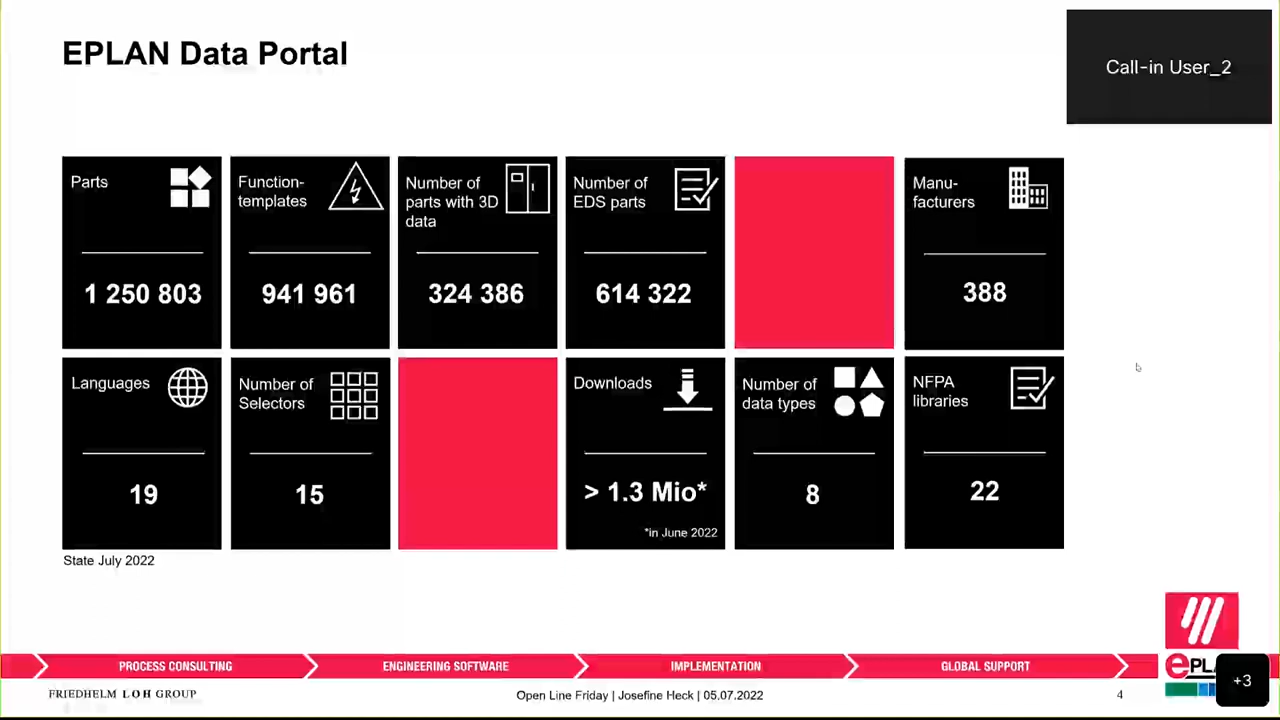 EPLAN Data Portal
Call-in User_2
Parts
1 250 803
Function-
templates
941 961
Number of
parts with 3D
data
324 386
Number of
EDS parts
614 322
Manu-
facturers
388
Languages
19
Number of
Selectors
15
Downloads
> 1.3 Mio*
*in June 2022
Number of
data types
8
NFPA
libraries
22
State July 2022
PROCESS CONSULTING
ENGINEERING SOFTWARE
IMPLEMENTATION
GLOBAL SUPPORT
FRIEDHELM LOH GROUP
Open Line Friday | Josefine Heck | 05.07.2022
4
ePL
+3